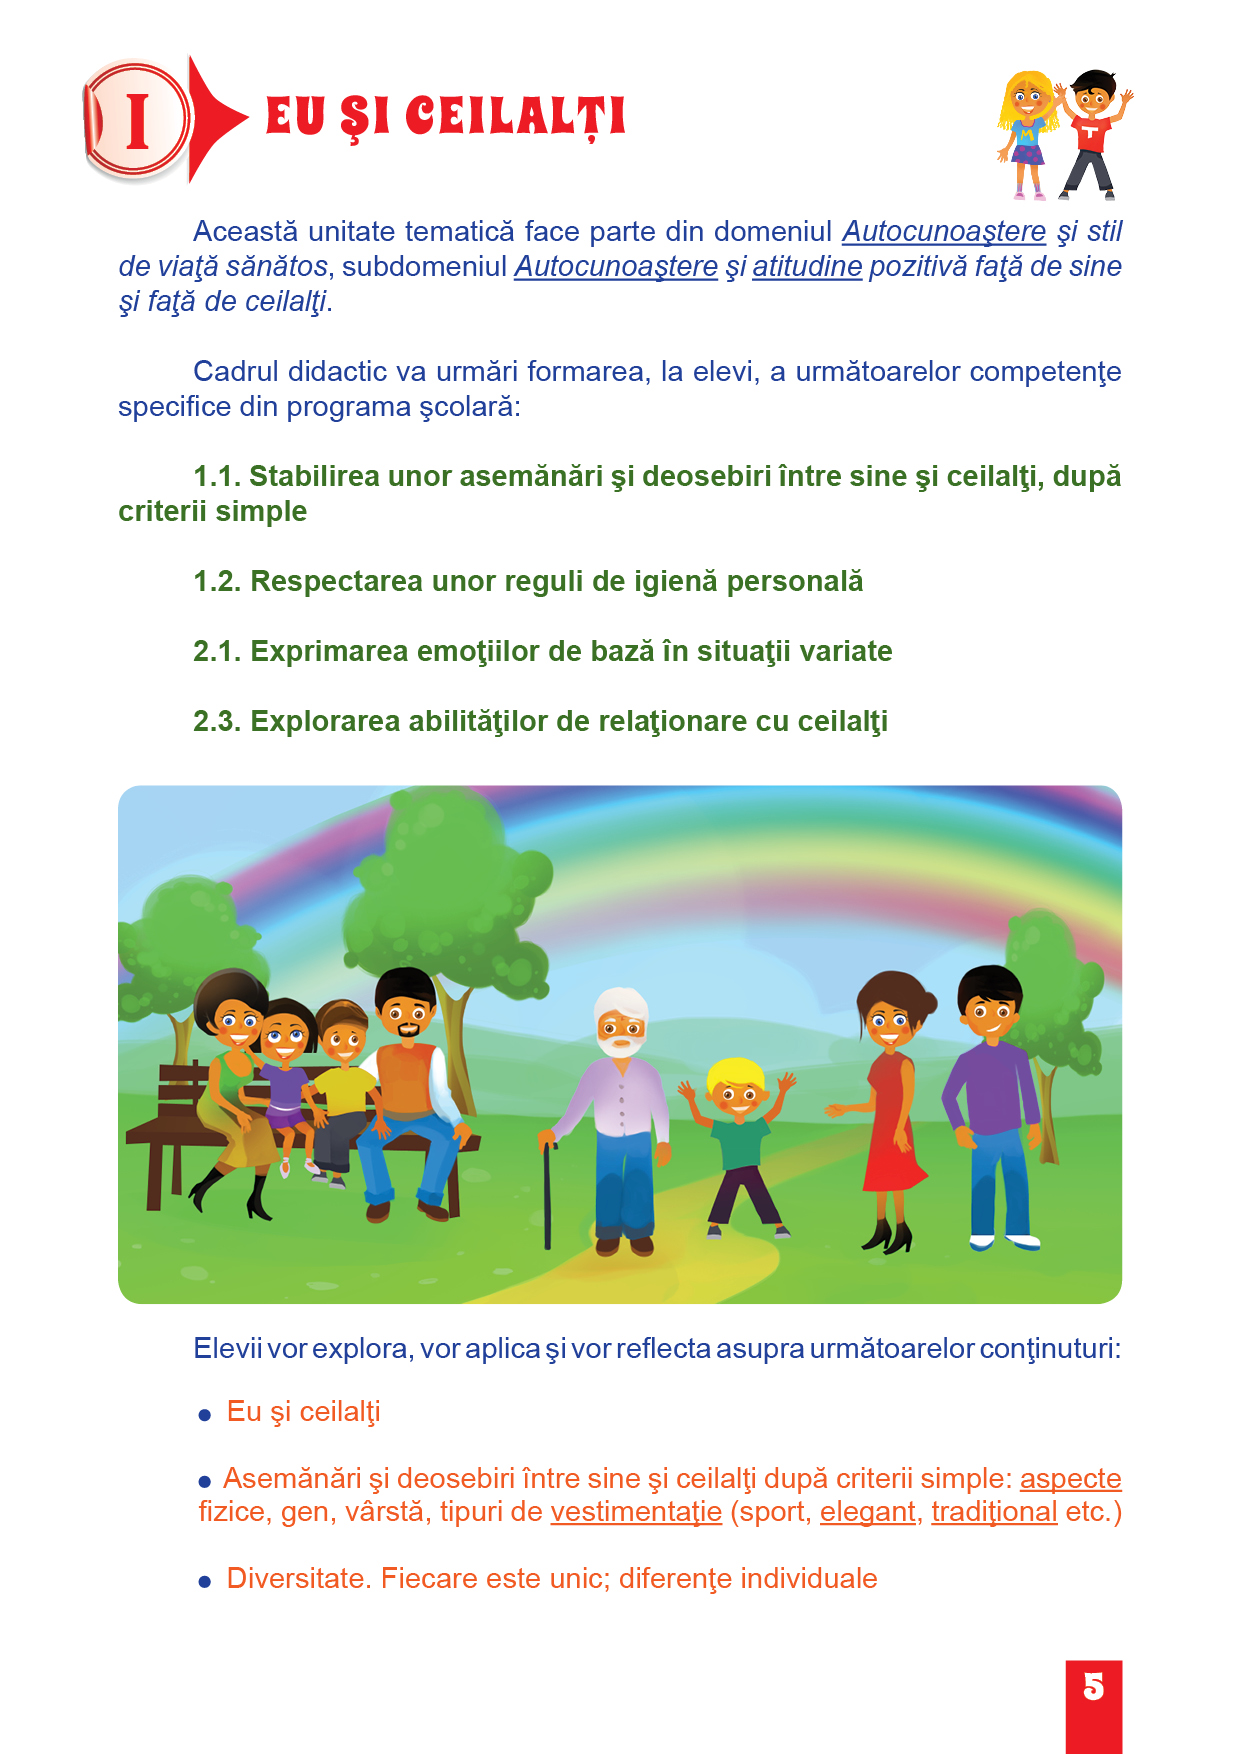 I
EU ŞI CEILALȚI
M
T
Această unitate tematică face parte din domeniul Autocunoaştere şi stil
de viaţă sănătos, subdomeniul Autocunoaştere şi atitudine pozitivă faţă de sine
şi faţă de ceilalţi.
Cadrul didactic va urmări formarea, la elevi, a următoarelor competenţe
specifice din programa şcolară:
1.1. Stabilirea unor asemănări şi deosebiri între sine şi ceilalţi, după
criterii simple
1.2. Respectarea unor reguli de igienă personală
2.1. Exprimarea emoţiilor de bază în situaţii variate
2.3. Explorarea abilităţilor de relaţionare cu ceilalţi
Elevii vor explora, vor aplica şi vor reflecta asupra următoarelor conţinuturi:
● Eu şi ceilalţi
● Asemănări şi deosebiri între sine şi ceilalţi după criterii simple: aspecte
fizice, gen, vârstă, tipuri de vestimentaţie (sport, elegant, tradiţional etc.)
● Diversitate. Fiecare este unic; diferenţe individuale
5